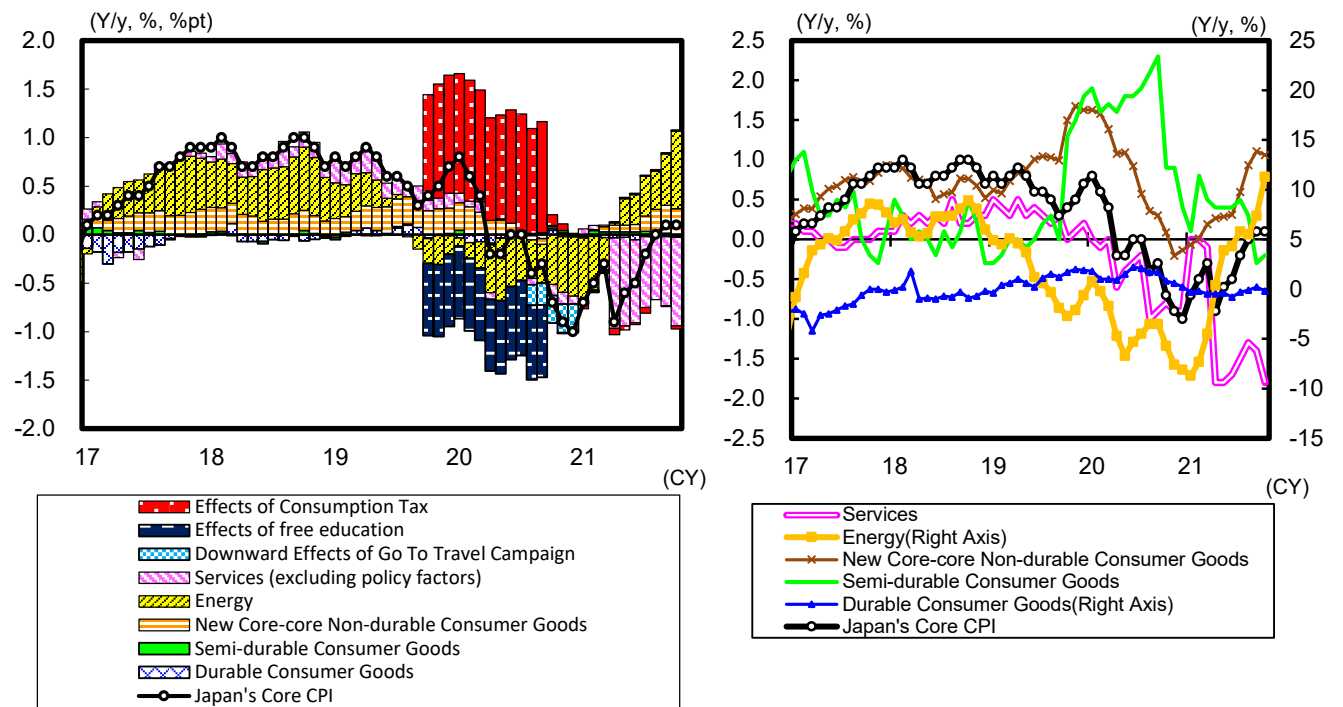 (Y/y, %, %pt)
2.0
1.5
1.0
0.5
0.0
-0.5
-1.0
-1.5
-2.0
17 18 19 20 21
(CY)
Effects of Consumption Tax
Effects of free education
Downward Effects of Go To Travel Campaign
Services (excluding policy factors)
Energy
New Core-core Non-durable Consumer Goods
Semi-durable Consumer Goods
Durable Consumer Goods
Japan's Core CPI
(Y/y, %)
(Y/y, %)
2.5
2.0
1.5
1.0
0.5
0.0
-0.5
-1.0
-1.5
-2.0
-2.5
25
20
15
10
5
0
-5
-10
-15
17 18 19 20 21
(CY)
Services
Energy(Right Axis)
New Core-core Non-durable Consumer Goods
Semi-durable Consumer Goods
Durable Consumer Goods(Right Axis)
Japan's Core CPI